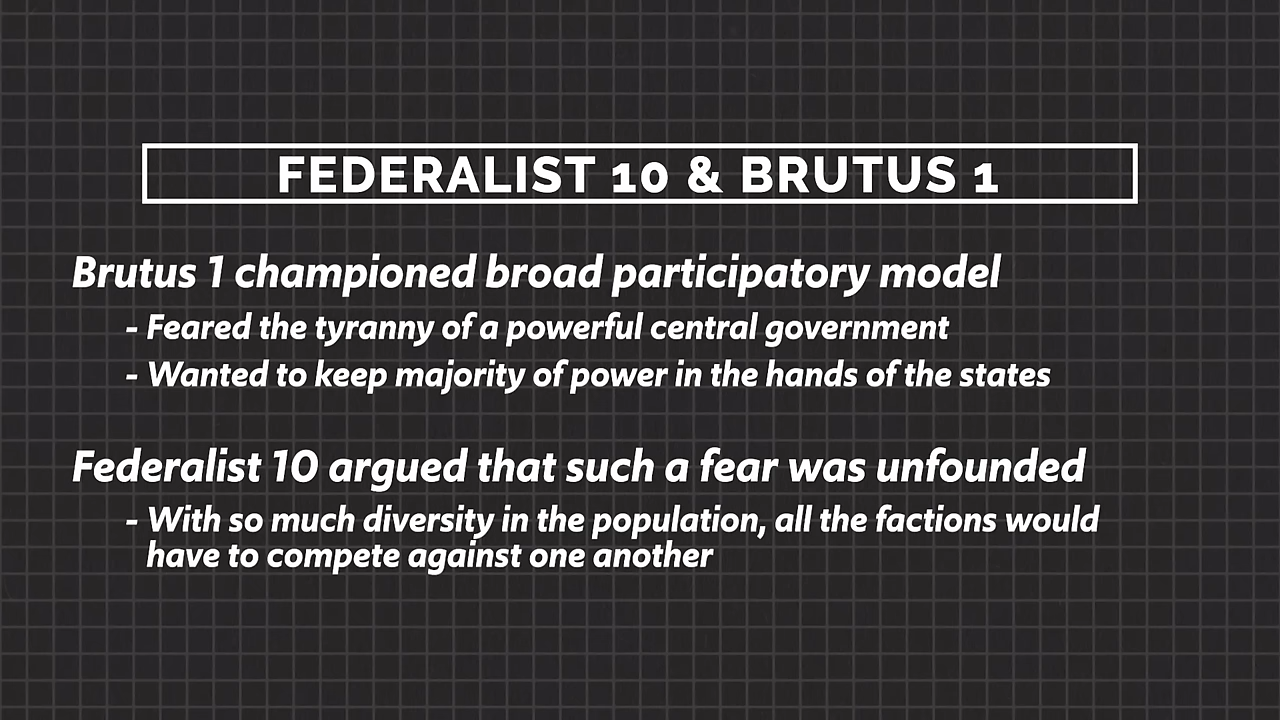 FEDERALIST 10 & BRUTUS 1
Brutus 1 championed broad participatory model
- Feared the tyranny of a powerful central government
- Wanted to keep majority of power in the hands of the states
Federalist 10 argued that such a fear was unfounded
- With so much diversity in the population, all the factions would
have to compete against one another